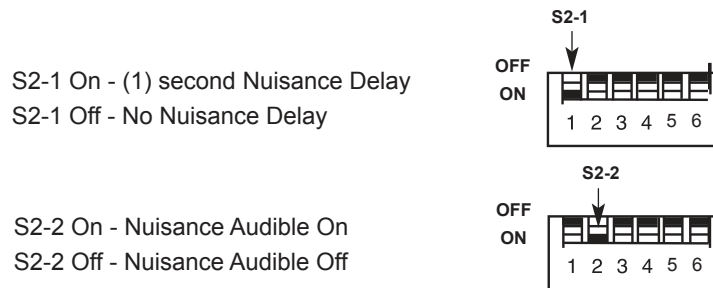 S2-1
S2-1 On - (1) second Nuisance Delay
S2-1 Off - No Nuisance Delay
OFF
ON
1 2 3 4 5 6
S2-2
S2-2 On - Nuisance Audible On
S2-2 Off - Nuisance Audible Off
OFF
ON
1 2 3 4 5 6